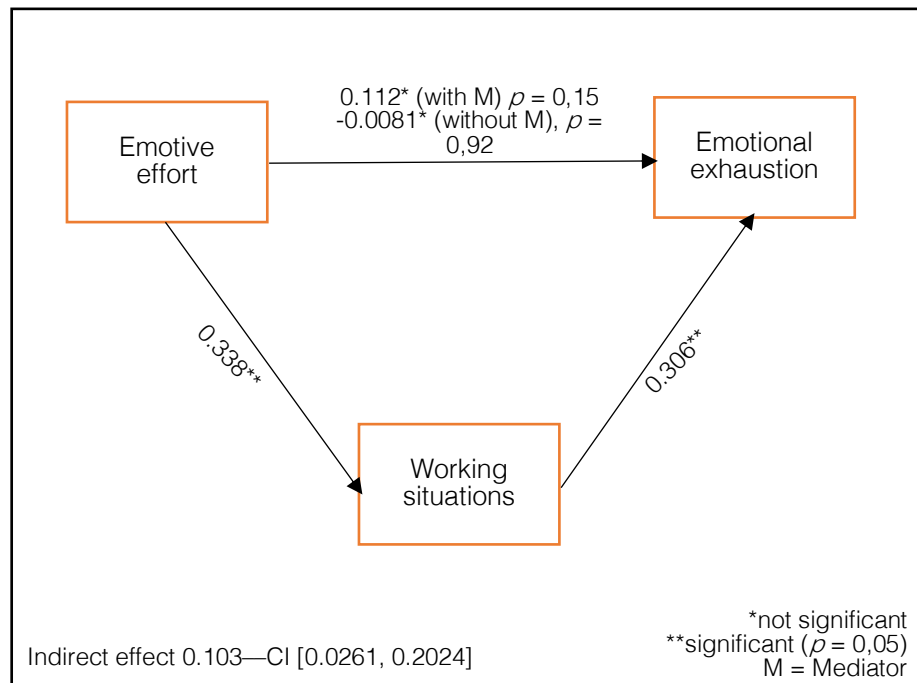 0.112* (with M) p = 0,15
-0.0081* (without M), p =
0,92
Emotive
effort
Emotional
exhaustion
0.338**
0.306**
Working
situations
Indirect effect 0.103—CI [0.0261, 0.2024]
*not significant
**significant (p = 0,05)
M = Mediator